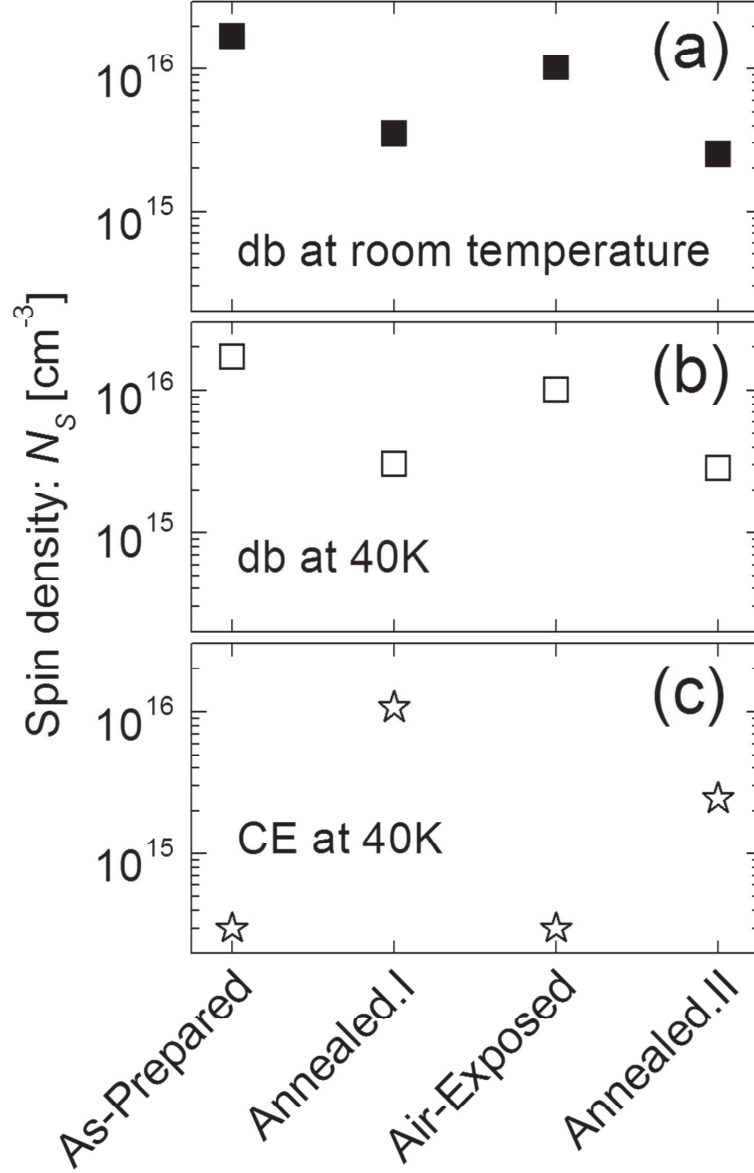 Spin density: N_S [cm^-3]
(a)
10^16
10^15
db at room temperature
(b)
10^16
10^15
db at 40K
(c)
10^16
10^15
CE at 40K
As-Prepared
Annealed.I
Air-Exposed
Annealed.II